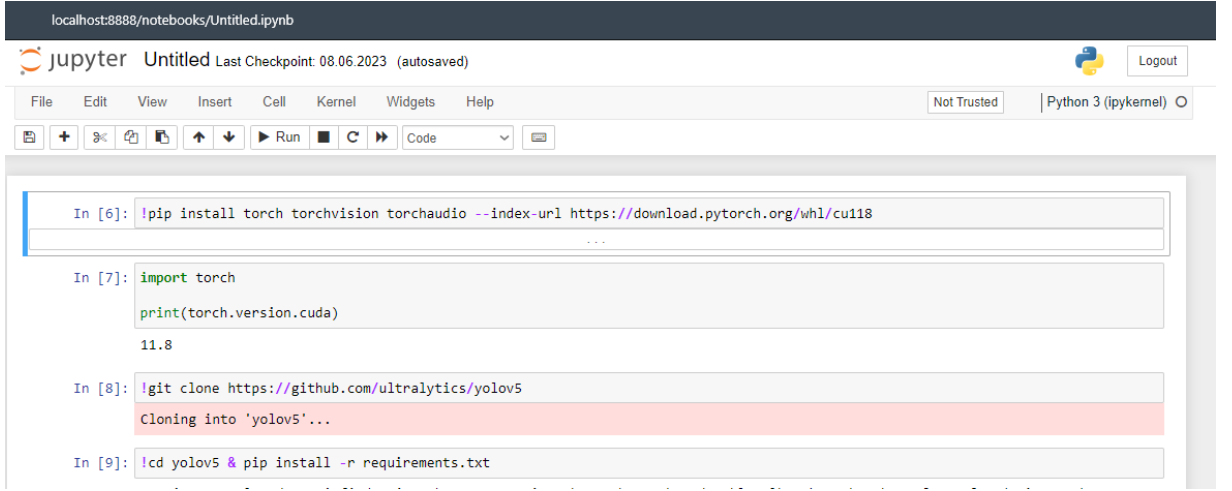 localhost:8888/notebooks/Untitled.ipynb
jupyter Untitled Last Checkpoint: 08.06.2023 (autosaved) Logout
File Edit View Insert Cell Kernel Widgets Help Not Trusted Python 3 (ipykernel)
Run Code
In [6]: !pip install torch torchvision torchaudio --index-url https://download.pytorch.org/whl/cu118
...
In [7]: import torch
print(torch.version.cuda)
11.8
In [8]: !git clone https://github.com/ultralytics/yolov5
Cloning into 'yolov5'...
In [9]: !cd yolov5 & pip install -r requirements.txt